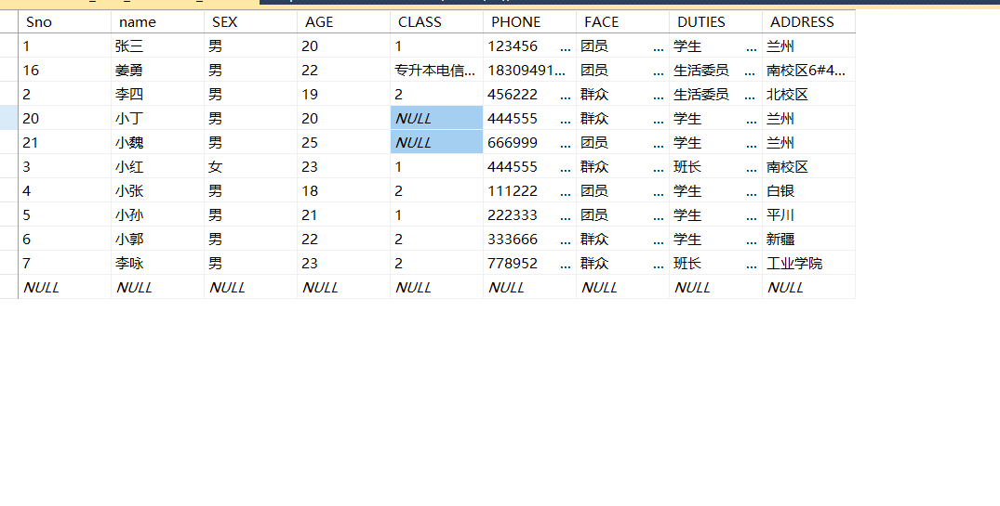 Sno name SEX AGE CLASS PHONE FACE DUTIES ADDRESS
1 张三 男 20 1 123456 ... 团员 ... 学生 ... 兰州
16 姜勇 男 22 专升本电信... 18309491... 团员 ... 生活委员 ... 南校区6#4...
2 李四 男 19 2 456222 ... 群众 ... 生活委员 ... 北校区
20 小丁 男 20 NULL 444555 ... 群众 ... 学生 ... 兰州
21 小魏 男 25 NULL 666999 ... 团员 ... 学生 ... 兰州
3 小红 女 23 1 444555 ... 群众 ... 班长 ... 南校区
4 小张 男 18 2 111222 ... 团员 ... 学生 ... 白银
5 小孙 男 21 1 222333 ... 团员 ... 学生 ... 平川
6 小郭 男 22 2 333666 ... 群众 ... 学生 ... 新疆
7 李咏 男 23 2 778952 ... 群众 ... 班长 ... 工业学院
NULL NULL NULL NULL NULL NULL NULL NULL NULL